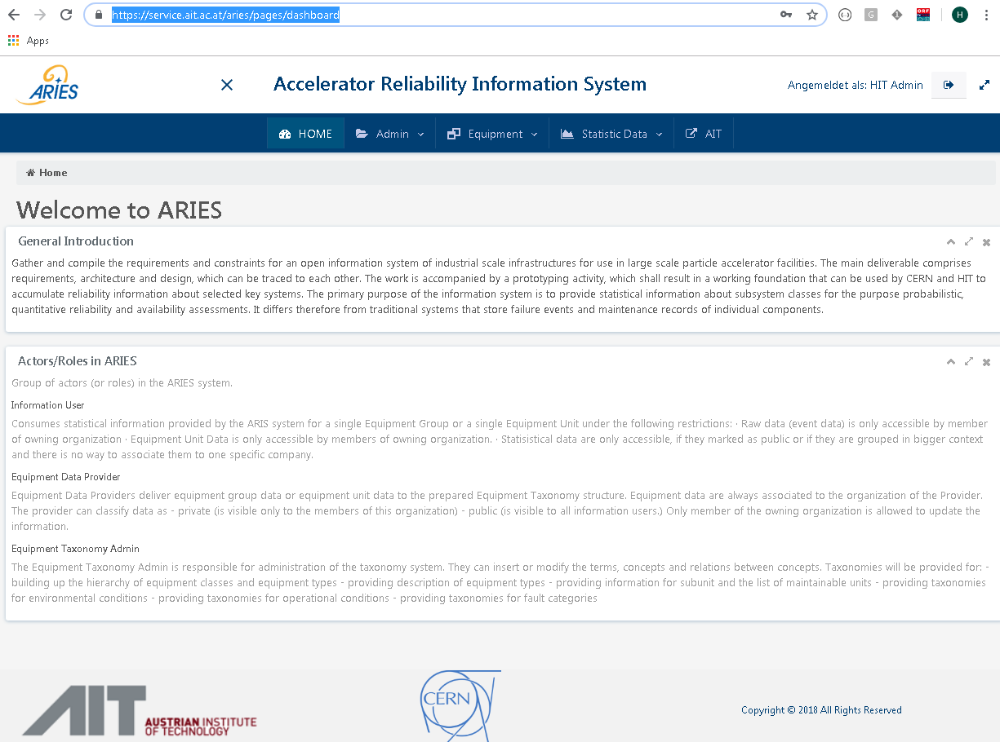 https://service.ait.ac.at/aries/pages/dashboard
G
ORF
H
Apps
ARIES
Accelerator Reliability Information System
Angemeldet als: HIT Admin
HOME
Admin
Equipment
Statistic Data
AIT
Home
Welcome to ARIES
General Introduction
Gather and compile the requirements and constraints for an open information system of industrial scale infrastructures for use in large scale particle accelerator facilities. The main deliverable comprises
requirements, architecture and design, which can be traced to each other. The work is accompanied by a prototyping activity, which shall result in a working foundation that can be used by CERN and HIT to
accumulate reliability information about selected key systems. The primary purpose of the information system is to provide statistical information about subsystem classes for the purpose probabilistic,
quantitative reliability and availability assessments. It differs therefore from traditional systems that store failure events and maintenance records of individual components.
Actors/Roles in ARIES
Group of actors (or roles) in the ARIES system.
Information User
Consumes statistical information provided by the ARIS system for a single Equipment Group or a single Equipment Unit under the following restrictions: · Raw data (event data) is only accessible by member
of owning organization · Equipment Unit Data is only accessible by members of owning organization. · Statisistical data are only accessible, if they marked as public or if they are grouped in bigger context
and there is no way to associate them to one specific company.
Equipment Data Provider
Equipment Data Providers deliver equipment group data or equipment unit data to the prepared Equipment Taxonomy structure. Equipment data are always associated to the organization of the Provider.
The provider can classify data as - private (is visible only to the members of this organization) - public (is visible to all information users.) Only member of the owning organization is allowed to update the
information.
Equipment Taxonomy Admin
The Equipment Taxonomy Admin is responsible for administration of the taxonomy system. They can insert or modify the terms, concepts and relations between concepts. Taxonomies will be provided for: -
building up the hierarchy of equipment classes and equipment types - providing description of equipment types - providing information for subunit and the list of maintainable units - providing taxonomies
for environmental conditions - providing taxonomies for operational conditions - providing taxonomies for fault categories
AIT
AUSTRIAN INSTITUTE
OF TECHNOLOGY
CERN
Copyright © 2018 All Rights Reserved